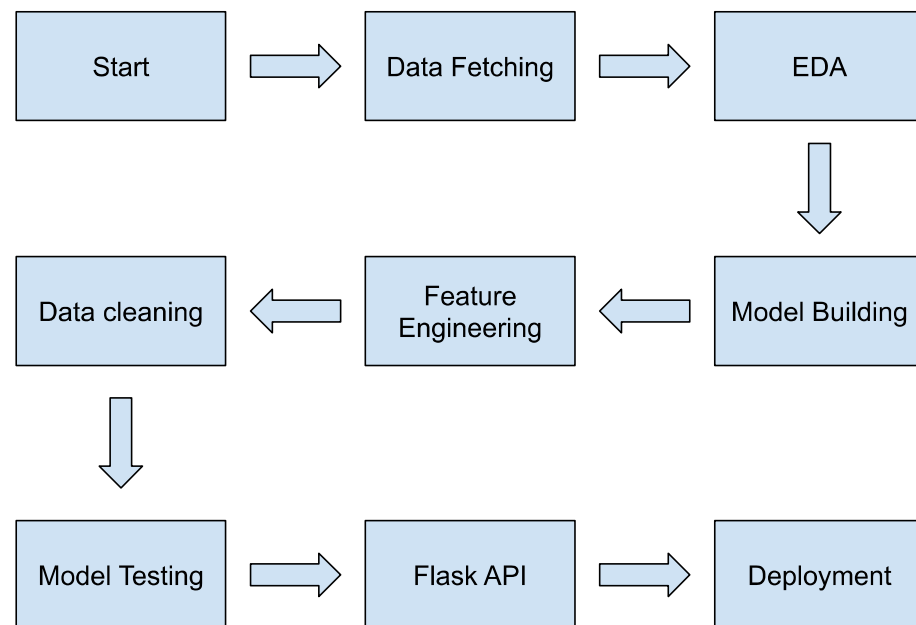 Start
Data Fetching
EDA
Data cleaning
Feature
Engineering
Model Building
Model Testing
Flask API
Deployment